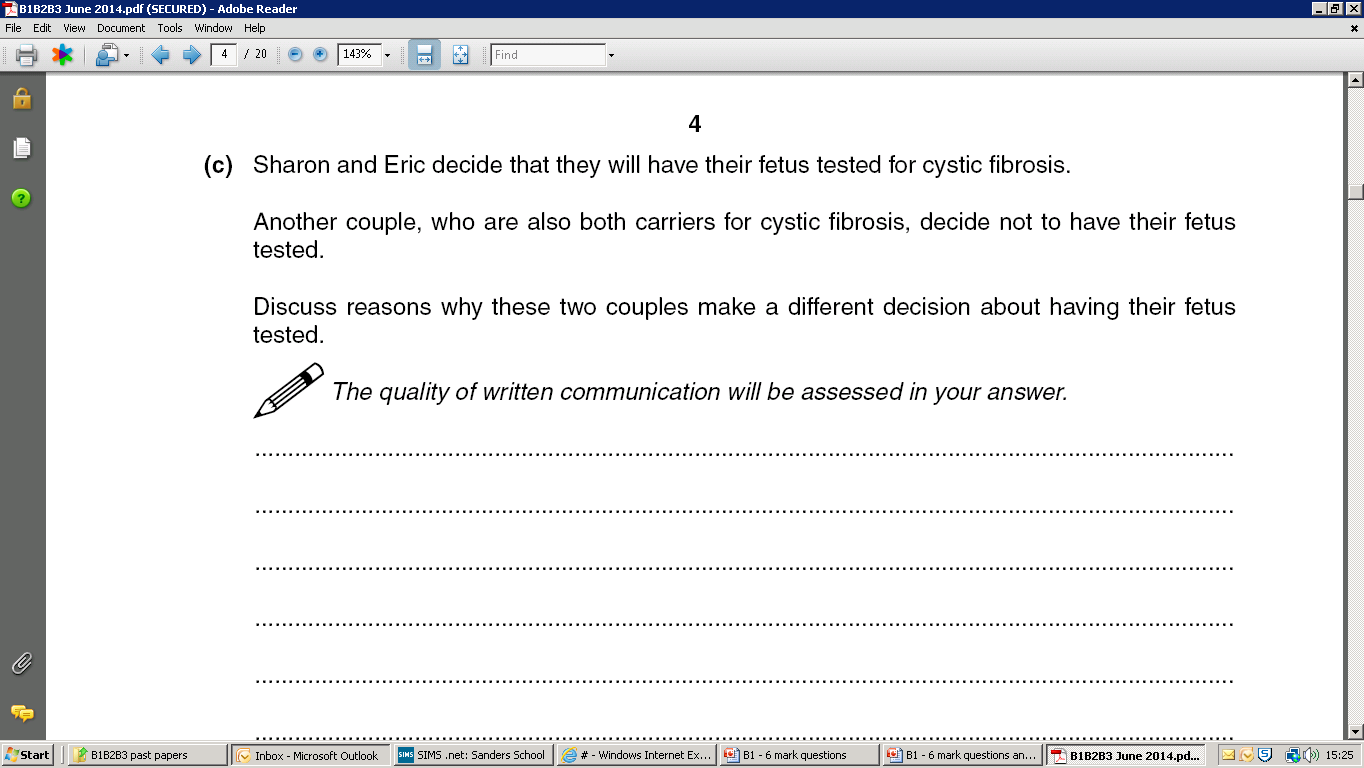 B1B2B3 June 2014.pdf (SECURED) - Adobe Reader
File Edit View Document Tools Window Help
4 / 20 143% Find
4
(c) Sharon and Eric decide that they will have their fetus tested for cystic fibrosis.
Another couple, who are also both carriers for cystic fibrosis, decide not to have their fetus
tested.
Discuss reasons why these two couples make a different decision about having their fetus
tested.
The quality of written communication will be assessed in your answer.
Start B1B2B3 past papers Inbox - Microsoft Outlook SIMS SIMS .net: Sanders School # - Windows Internet Ex... B1 - 6 mark questions B1 - 6 mark questions an... B1B2B3 June 2014.pd... 15:25